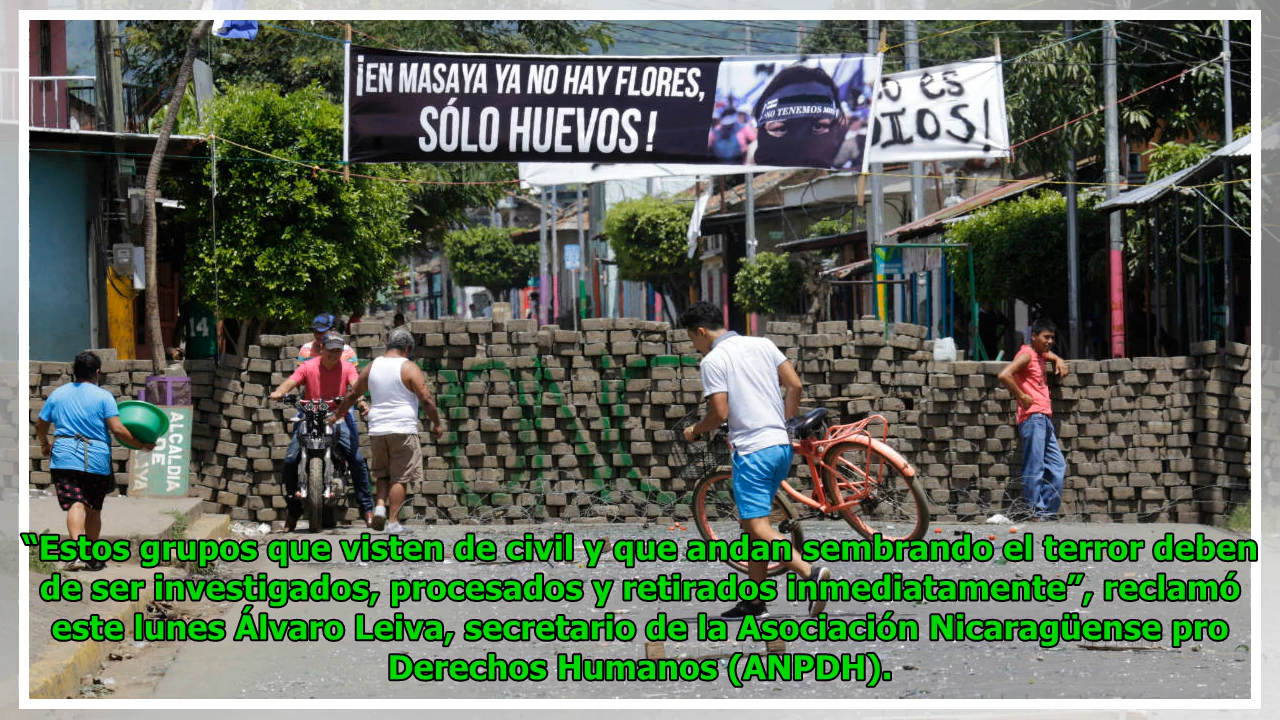 ¡EN MASAYA YA NO HAY FLORES,
SÓLO HUEVOS!
NO TENEMOS
O es
DIOS!
14
ALCALDIA
DE
“Estos grupos que visten de civil y que andan sembrando el terror deben
de ser investigados, procesados y retirados inmediatamente”, reclamó
este lunes Álvaro Leiva, secretario de la Asociación Nicaragüense pro
Derechos Humanos (ANPDH).